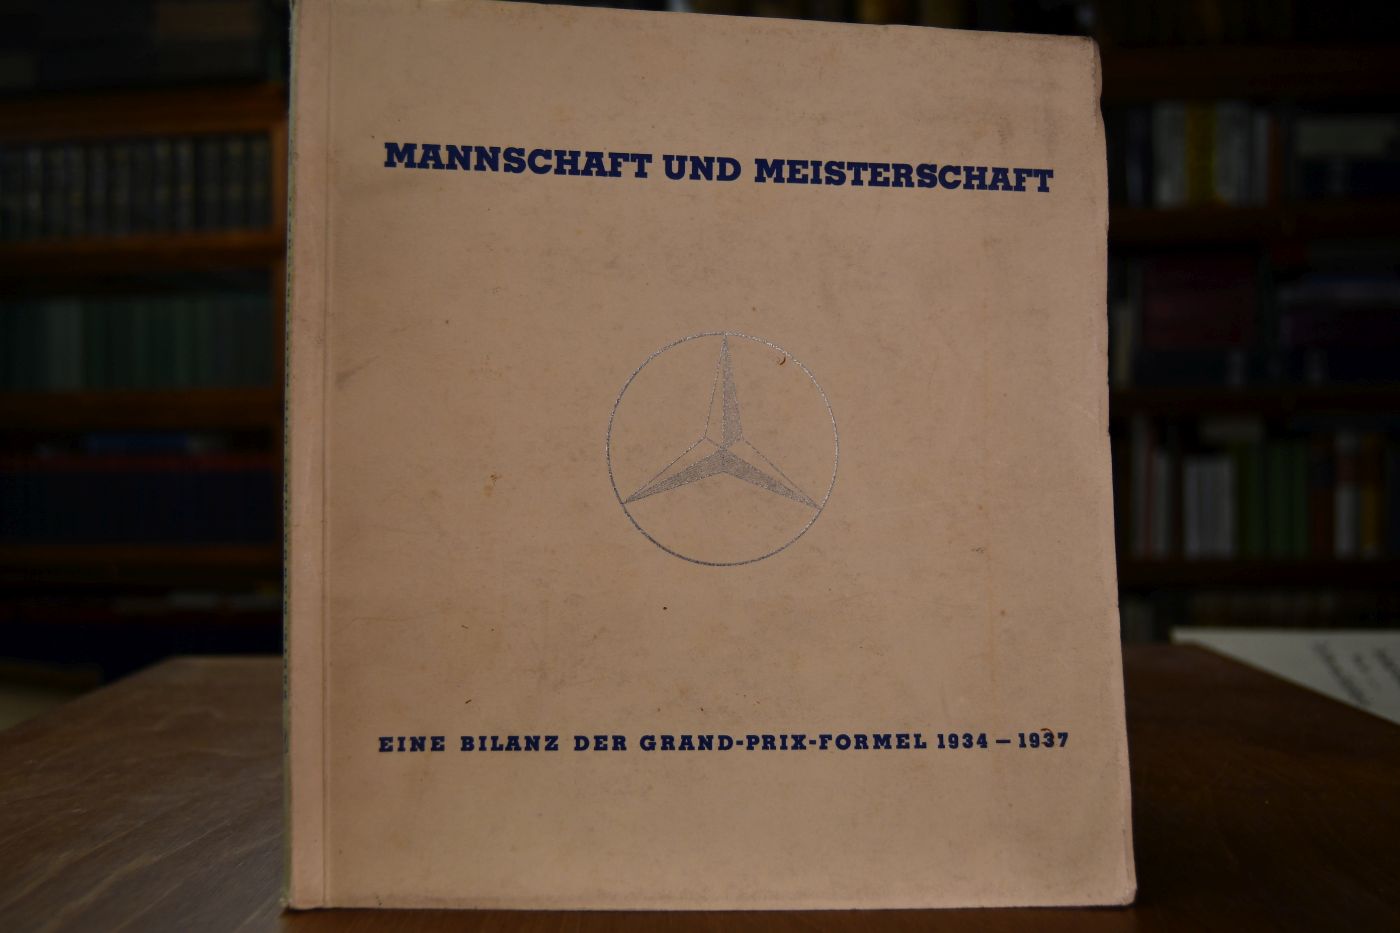 MANNSCHAFT UND MEISTERSCHAFT
EINE BILANZ DER GRAND-PRIX-FORMEL 1934 – 1937